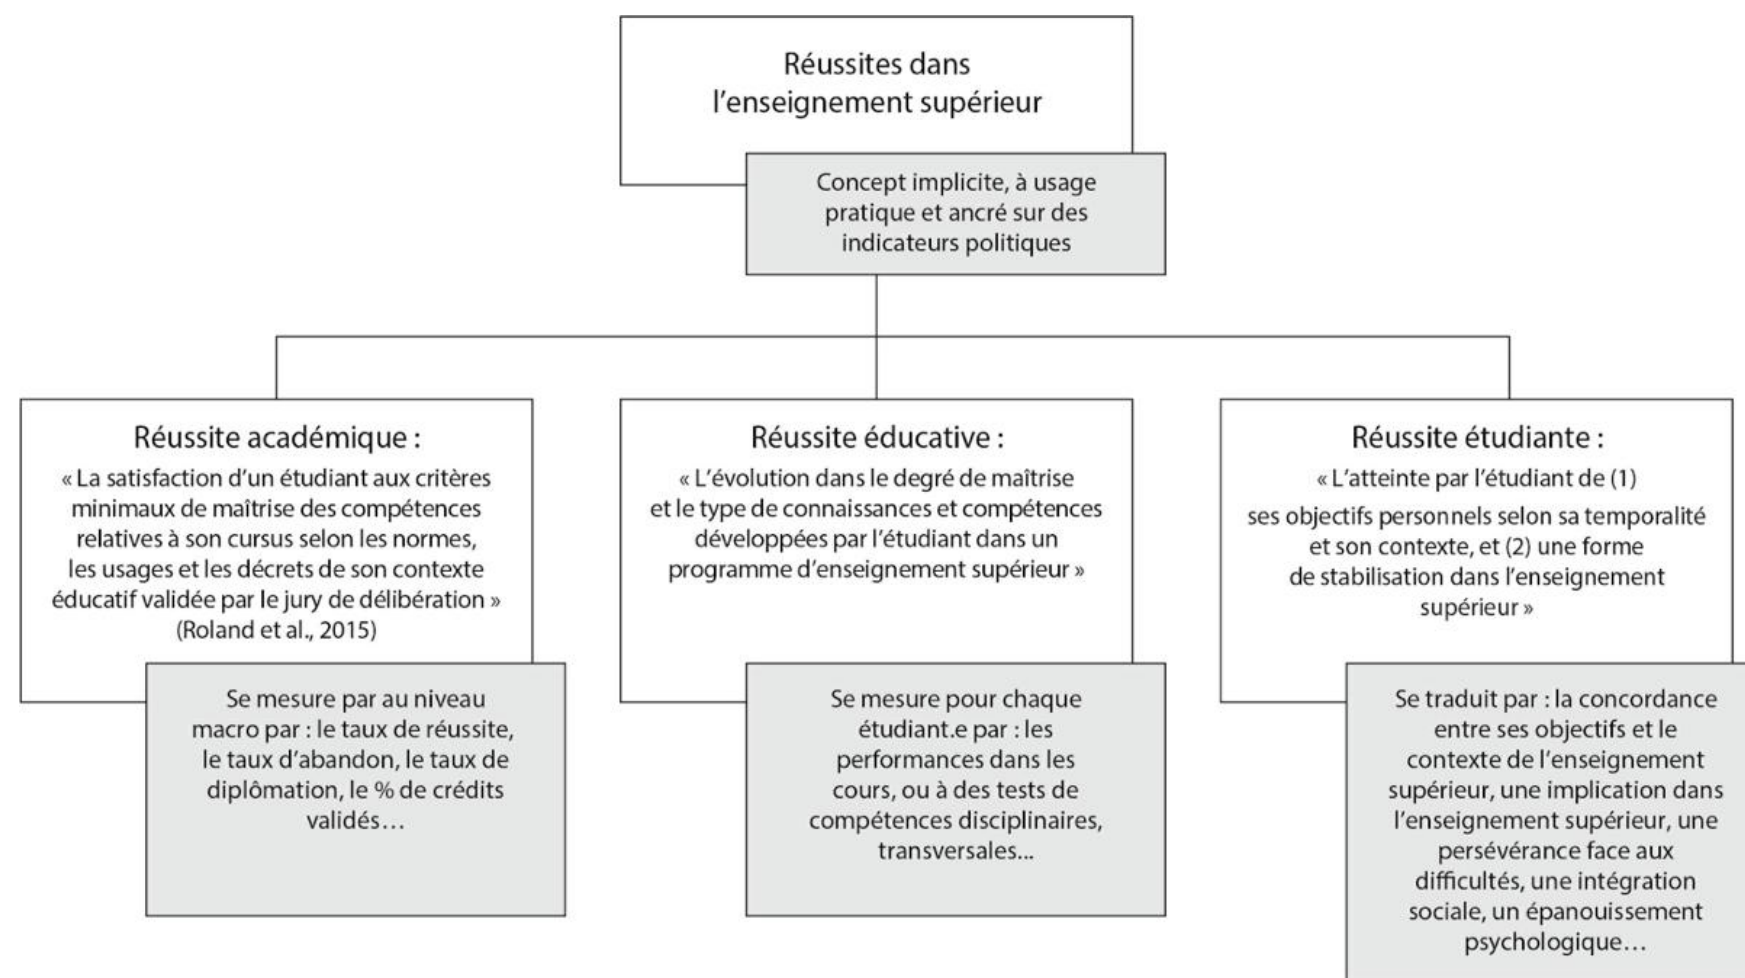 Réussites dans
l’enseignement supérieur
Concept implicite, à usage
pratique et ancré sur des
indicateurs politiques
Réussite académique :
« La satisfaction d’un étudiant aux critères
minimaux de maîtrise des compétences
relatives à son cursus selon les normes,
les usages et les décrets de son contexte
éducatif validée par le jury de délibération »
(Roland et al., 2015)
Se mesure par au niveau
macro par : le taux de réussite,
le taux d’abandon, le taux de
diplômation, le % de crédits
validés…
Réussite éducative :
« L’évolution dans le degré de maîtrise
et le type de connaissances et compétences
développées par l’étudiant dans un
programme d’enseignement supérieur »
Se mesure pour chaque
étudiant.e par : les
performances dans les
cours, ou à des tests de
compétences disciplinaires,
transversales...
Réussite étudiante :
« L’atteinte par l’étudiant de (1)
ses objectifs personnels selon sa temporalité
et son contexte, et (2) une forme
de stabilisation dans l’enseignement
supérieur »
Se traduit par : la concordance
entre ses objectifs et le
contexte de l’enseignement
supérieur, une implication dans
l’enseignement supérieur, une
persévérance face aux
difficultés, une intégration
sociale, un épanouissement
psychologique…